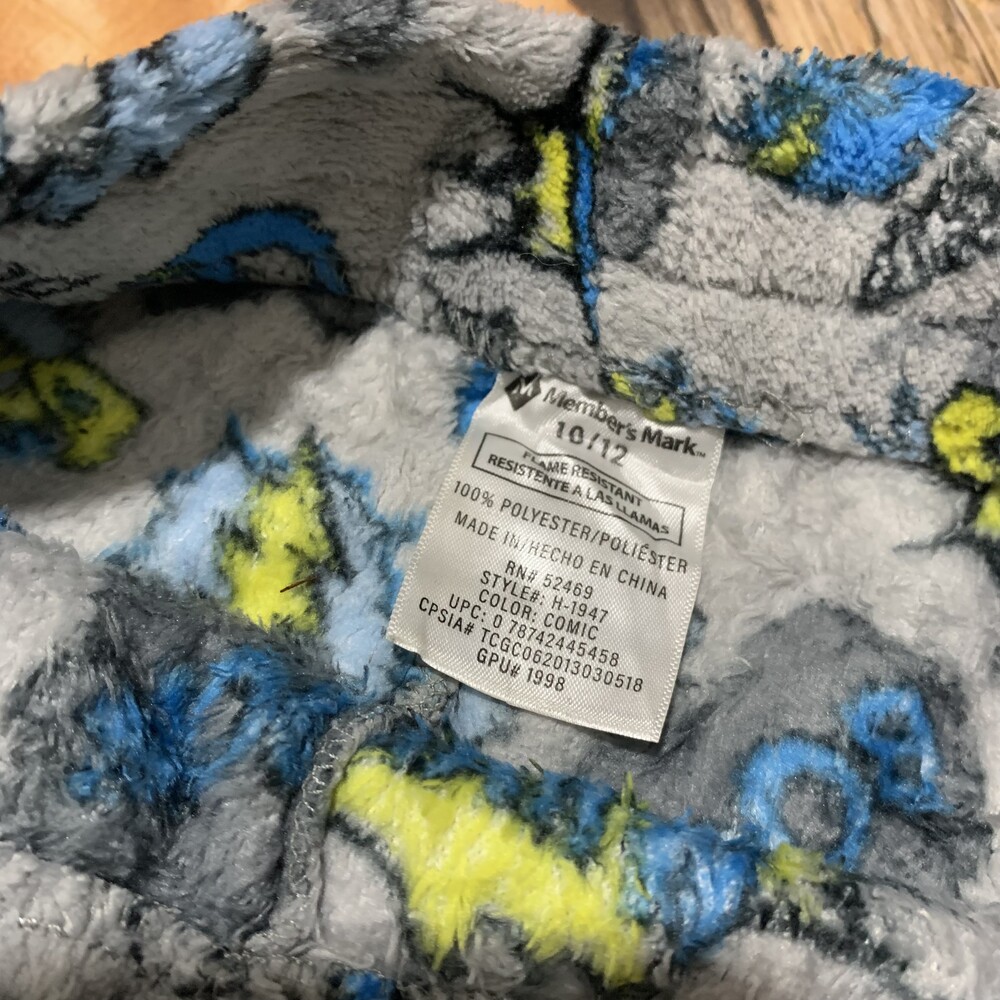 M Member's Mark™
10/12
FLAME RESISTANT
RESISTENTE A LAS LLAMAS
100% POLYESTER/POLIÉSTER
MADE IN/HECHO EN CHINA
RN# 52469
STYLE#: H-1947
COLOR: COMIC
UPC: 0 78742445458
CPSIA# TCGC062013030518
GPU# 1998